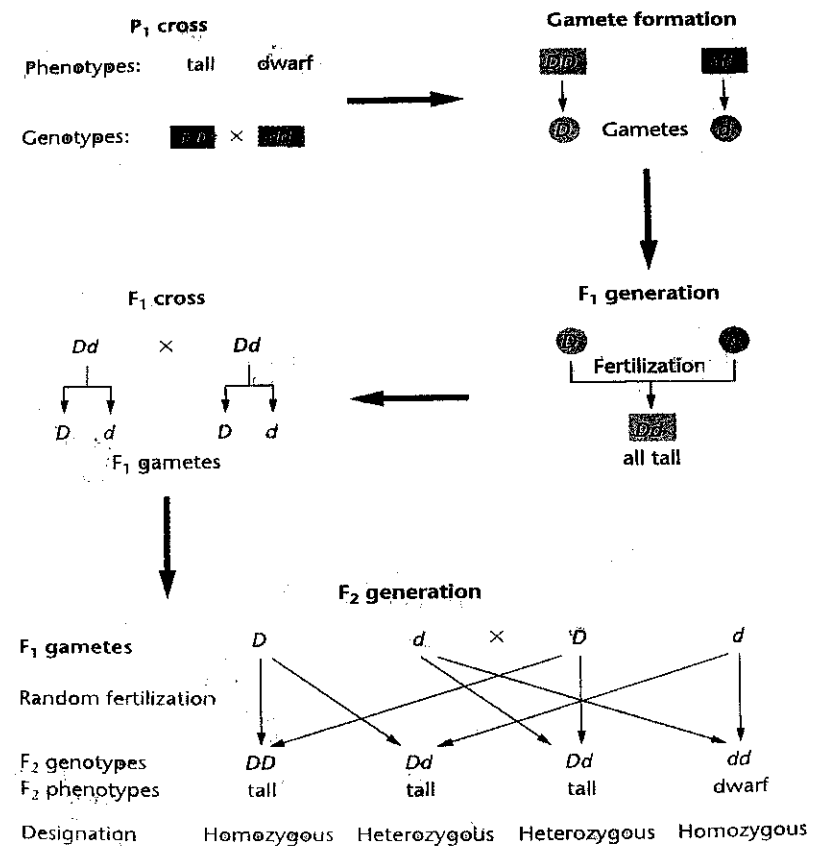 P1 cross
Phenotypes: tall dwarf
Genotypes: DD × dd
Gamete formation
DD dd
D Gametes d
F1 generation
D d
Fertilization
Dd
all tall
F1 cross
Dd × Dd
D d D d
F1 gametes
F2 generation
F1 gametes D d × D d
Random fertilization
F2 genotypes DD Dd Dd dd
F2 phenotypes tall tall tall dwarf
Designation Homozygous Heterozygous Heterozygous Homozygous